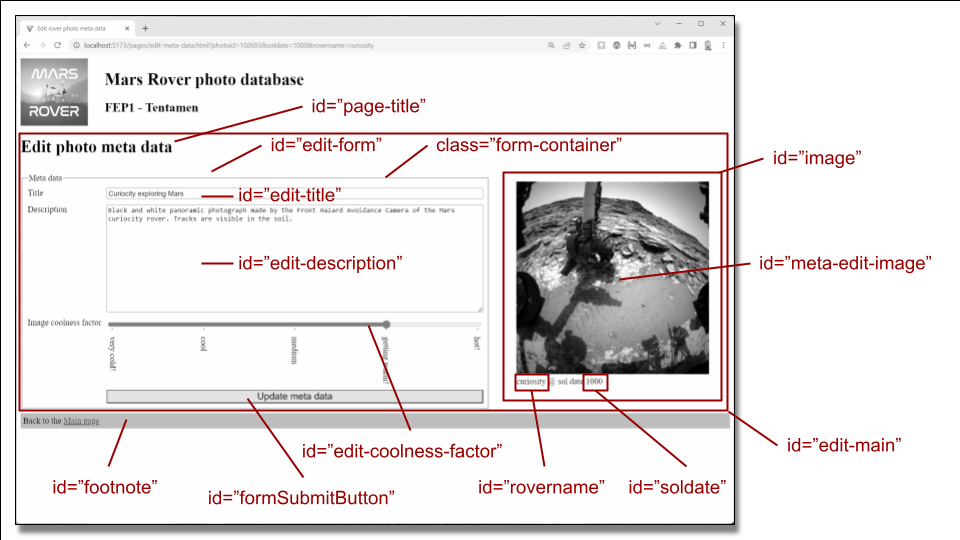 Edit rover photo meta data
localhost:5173/pages/edit-meta-data.html?photoid=102693&soldate=1000&rovername=curiosity
MARS
ROVER
Mars Rover photo database
FEP1 - Tentamen
id=”page-title”
Edit photo meta data
id=”edit-form”
class=”form-container”
id=”image”
Meta data
Title
Curiocity exploring Mars
id=”edit-title”
Description
Black and white panoramic photograph made by the Front Hazard Avoidance Camera of the Mars
curiocity rover. Tracks are visible in the soil.
id=”edit-description”
id=”meta-edit-image”
Image coolness factor
very cold!
cool
medium
getting warm!
hot!
curiosity @ sol date 1000
Update meta data
Back to the Main page
id=”edit-main”
id=”edit-coolness-factor”
id=”footnote”
id=”formSubmitButton”
id=”rovername”
id=”soldate”